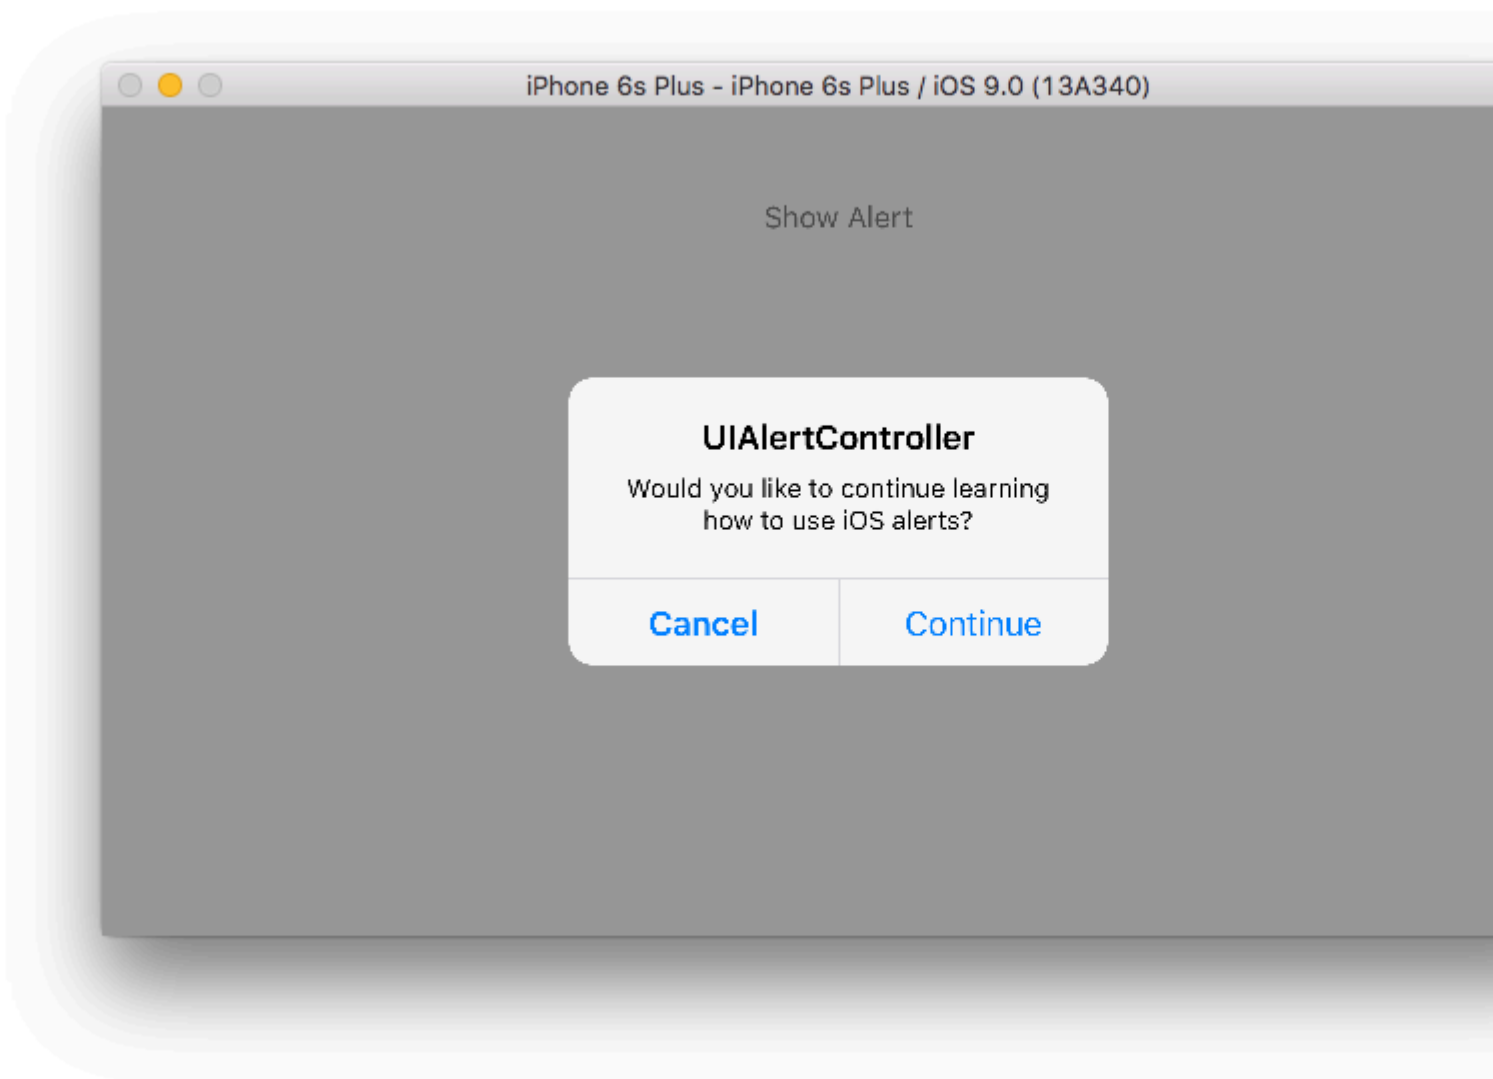 iPhone 6s Plus - iPhone 6s Plus / iOS 9.0 (13A340)
Show Alert
UIAlertController
Would you like to continue learning
how to use iOS alerts?
Cancel
Continue